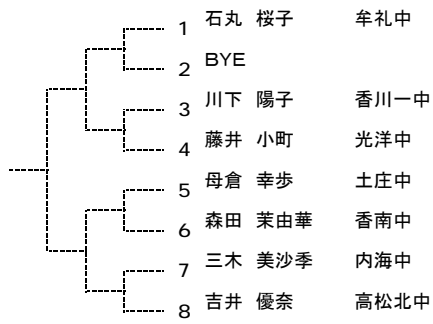 1 石丸 桜子 牟礼中
2 BYE
3 川下 陽子 香川一中
4 藤井 小町 光洋中
5 母倉 幸歩 土庄中
6 森田 茉由華 香南中
7 三木 美沙季 内海中
8 吉井 優奈 高松北中